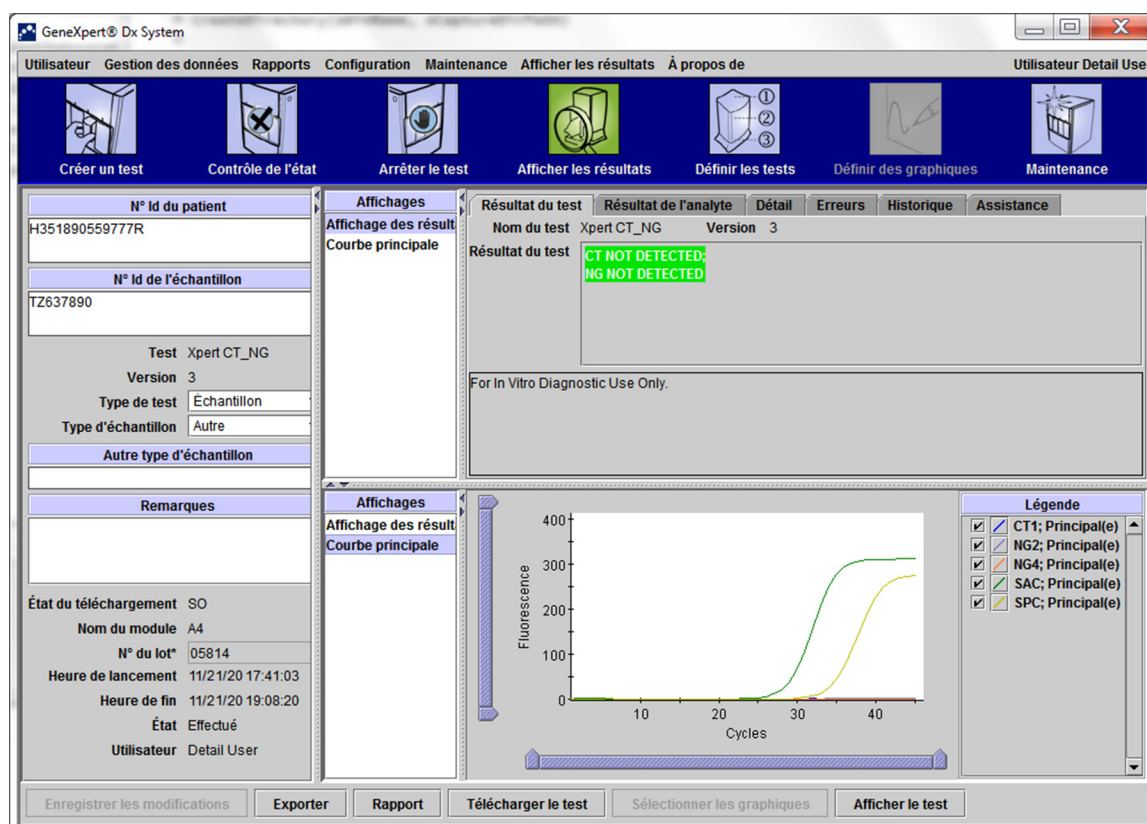 GeneXpert® Dx System
Utilisateur Gestion des données Rapports Configuration Maintenance Afficher les résultats À propos de Utilisateur Detail Use
Créer un test Contrôle de l'état Arrêter le test Afficher les résultats Définir les tests Définir des graphiques Maintenance
N° Id du patient
H351890559777R
N° Id de l'échantillon
TZ637890
Test Xpert CT_NG
Version 3
Type de test Échantillon
Type d'échantillon Autre
Autre type d'échantillon
Remarques
État du téléchargement SO
Nom du module A4
N° du lot* 05814
Heure de lancement 11/21/20 17:41:03
Heure de fin 11/21/20 19:08:20
État Effectué
Utilisateur Detail User
Affichages
Affichage des résult
Courbe principale
Résultat du test Résultat de l'analyte Détail Erreurs Historique Assistance
Nom du test Xpert CT_NG Version 3
Résultat du test CT NOT DETECTED;
NG NOT DETECTED
For In Vitro Diagnostic Use Only.
Affichages
Affichage des résult
Courbe principale
Fluorescence
400
300
200
100
0
10 20 30 40
Cycles
Légende
CT1; Principal(e)
NG2; Principal(e)
NG4; Principal(e)
SAC; Principal(e)
SPC; Principal(e)
Enregistrer les modifications Exporter Rapport Télécharger le test Sélectionner les graphiques Afficher le test